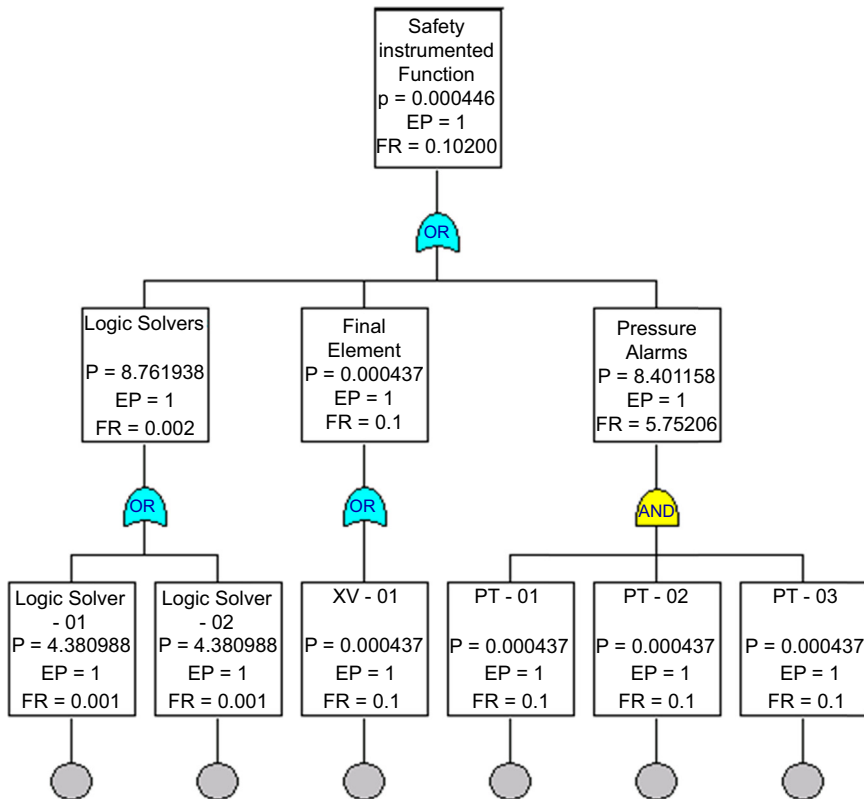 Safety
instrumented
Function
p = 0.000446
EP = 1
FR = 0.10200
OR
Logic Solvers
P = 8.761938
EP = 1
FR = 0.002
Final
Element
P = 0.000437
EP = 1
FR = 0.1
Pressure
Alarms
P = 8.401158
EP = 1
FR = 5.75206
OR
OR
AND
Logic Solver
- 01
P = 4.380988
EP = 1
FR = 0.001
Logic Solver
- 02
P = 4.380988
EP = 1
FR = 0.001
XV - 01
P = 0.000437
EP = 1
FR = 0.1
PT - 01
P = 0.000437
EP = 1
FR = 0.1
PT - 02
P = 0.000437
EP = 1
FR = 0.1
PT - 03
P = 0.000437
EP = 1
FR = 0.1